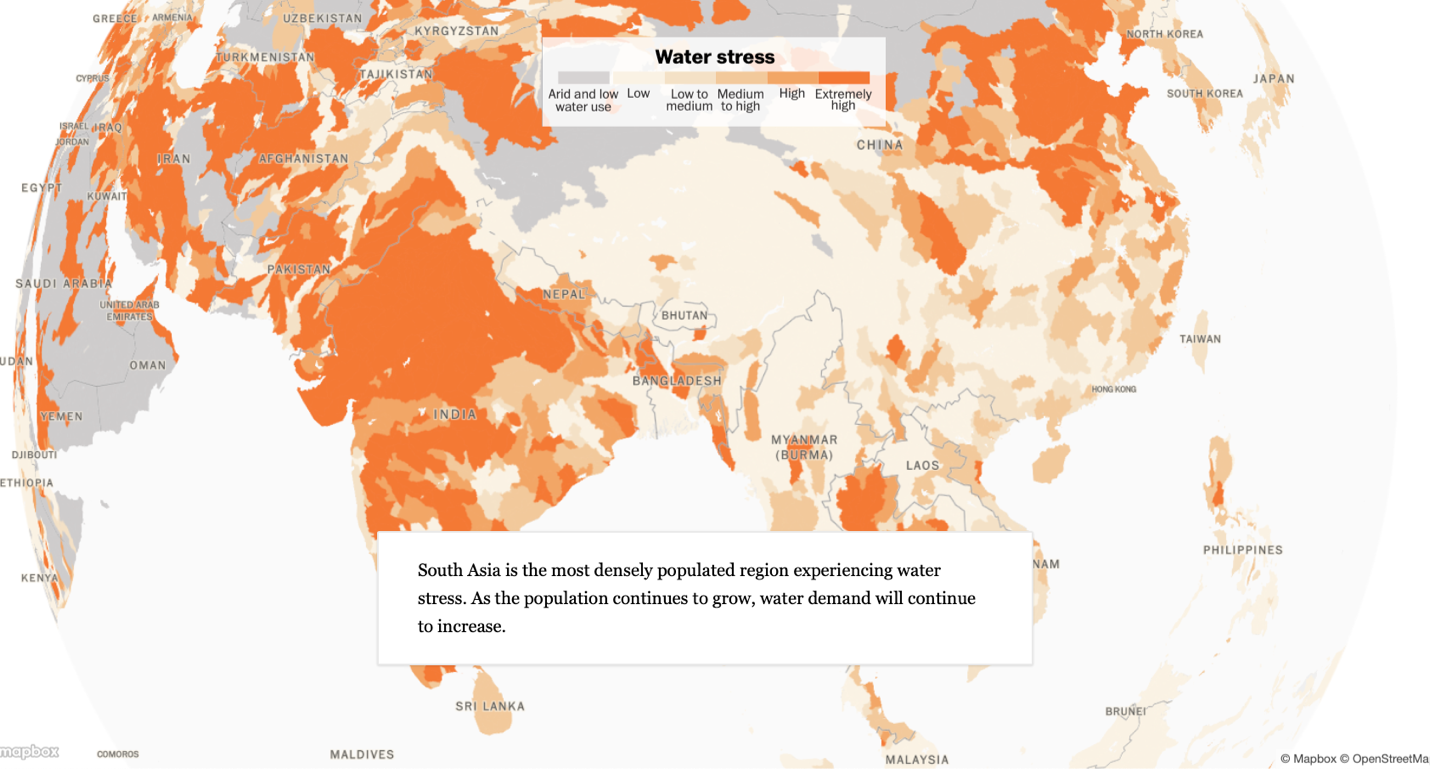 GREECE
ARMENIA
UZBEKISTAN
KYRGYZSTAN
NORTH KOREA
TURKMENISTAN
TAJIKISTAN
CYPRUS
JAPAN
SOUTH KOREA
Water stress
Arid and low
water use
Low
Low to
medium
Medium
to high
High
Extremely
high
ISRAEL
IRAQ
JORDAN
IRAN
AFGHANISTAN
CHINA
EGYPT
KUWAIT
PAKISTAN
SAUDI ARABIA
NEPAL
UNITED ARAB
EMIRATES
BHUTAN
TAIWAN
UDAN
OMAN
BANGLADESH
HONG KONG
YEMEN
INDIA
MYANMAR
(BURMA)
LAOS
DJIBOUTI
ETHIOPIA
PHILIPPINES
NAM
KENYA
South Asia is the most densely populated region experiencing water
stress. As the population continues to grow, water demand will continue
to increase.
SRI LANKA
BRUNEI
mapbox
COMOROS
MALDIVES
MALAYSIA
© Mapbox © OpenStreetMa